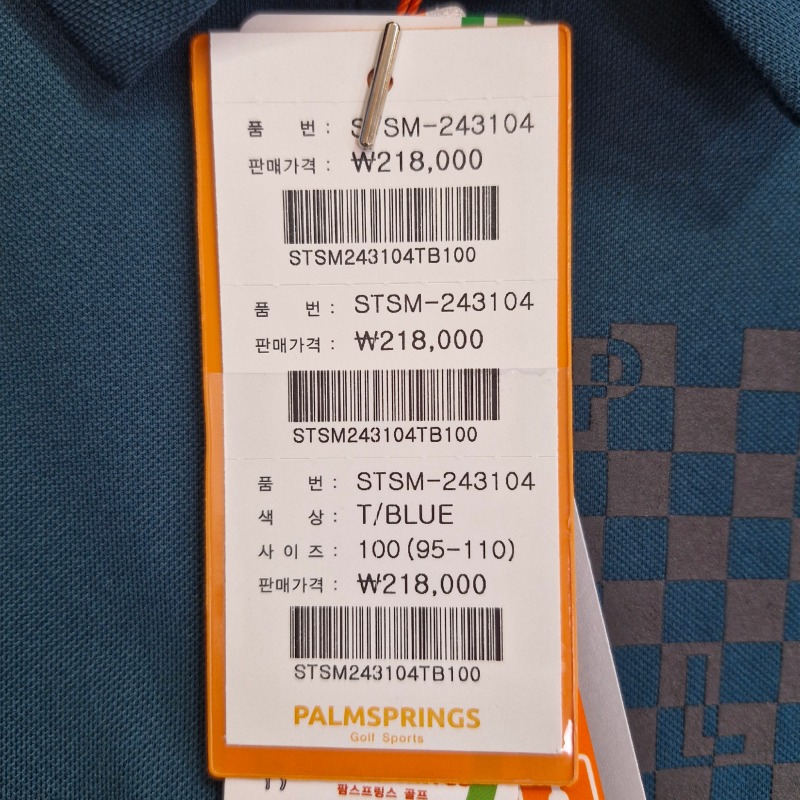 품 번 : STSM-243104
판매가격 : ₩218,000
STSM243104TB100
품 번 : STSM-243104
판매가격 : ₩218,000
STSM243104TB100
품 번 : STSM-243104
색 상 : T/BLUE
사 이 즈 : 100(95-110)
판매가격 : ₩218,000
STSM243104TB100
PALMSPRINGS
Golf Sports
팜스프링스 골프